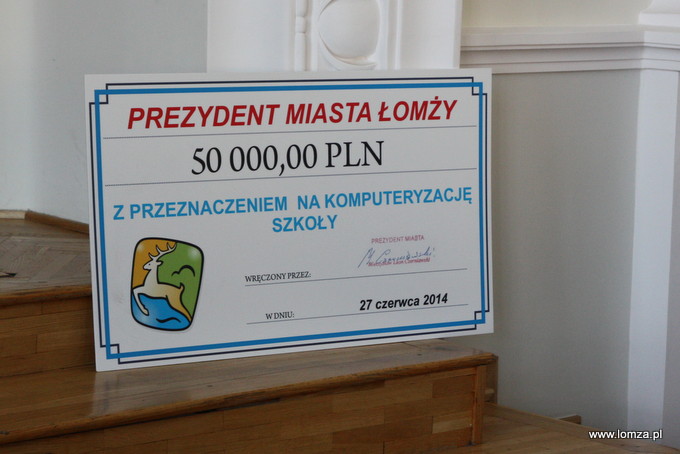 PREZYDENT MIASTA ŁOMŻY
50 000,00 PLN
Z PRZEZNACZENIEM NA KOMPUTERYZACJĘ
SZKOŁY
PREZYDENT MIASTA
WRĘCZONY PRZEZ:
W DNIU:
27 czerwca 2014
www.lomza.pl